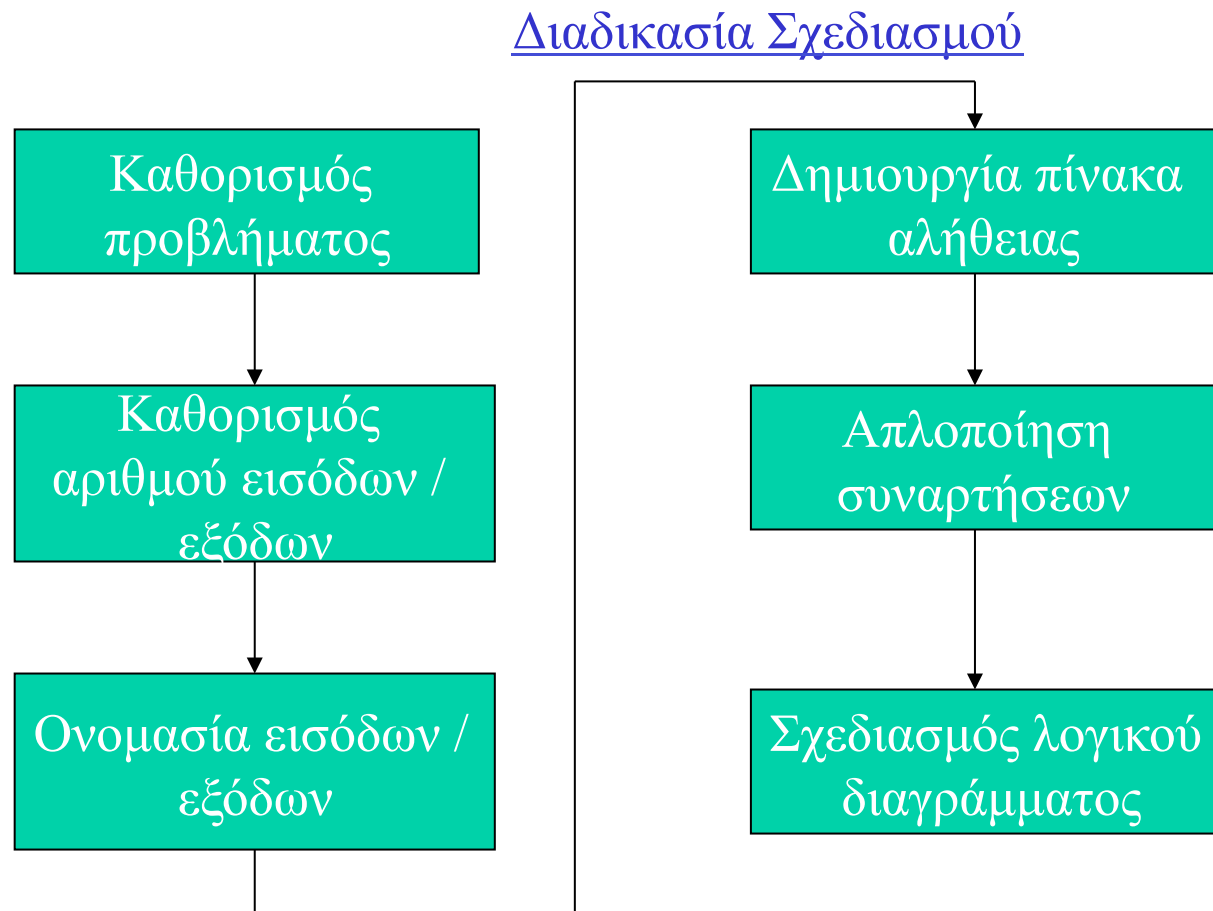 Διαδικασία Σχεδιασμού
Καθορισμός
προβλήματος
Καθορισμός
αριθμού εισόδων /
εξόδων
Ονομασία εισόδων /
εξόδων
Δημιουργία πίνακα
αλήθειας
Απλοποίηση
συναρτήσεων
Σχεδιασμός λογικού
διαγράμματος